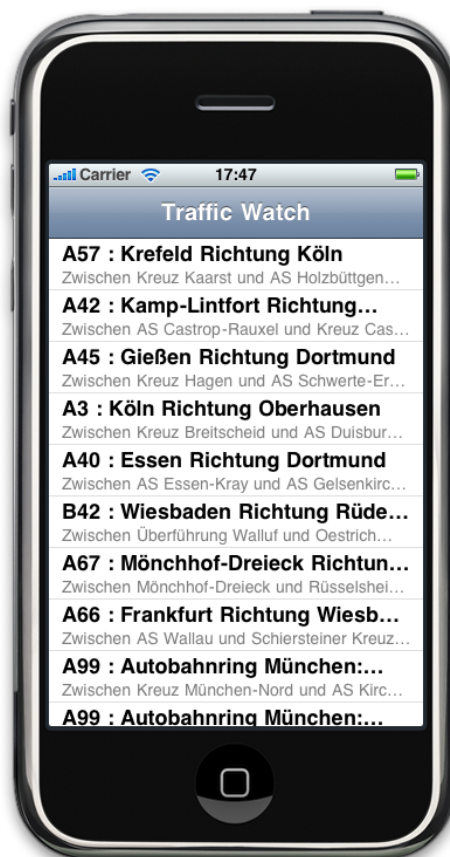 Carrier 17:47
Traffic Watch
A57 : Krefeld Richtung Köln
Zwischen Kreuz Kaarst und AS Holzbüttgen...
A42 : Kamp-Lintfort Richtung...
Zwischen AS Castrop-Rauxel und Kreuz Cas...
A45 : Gießen Richtung Dortmund
Zwischen Kreuz Hagen und AS Schwerte-Er...
A3 : Köln Richtung Oberhausen
Zwischen Kreuz Breitscheid und AS Duisbur...
A40 : Essen Richtung Dortmund
Zwischen AS Essen-Kray und AS Gelsenkirc...
B42 : Wiesbaden Richtung Rüde...
Zwischen Überführung Walluf und Oestrich...
A67 : Mönchhof-Dreieck Richtun...
Zwischen Mönchhof-Dreieck und Rüsselshei...
A66 : Frankfurt Richtung Wiesb...
Zwischen AS Wallau und Schiersteiner Kreuz...
A99 : Autobahnring München:...
Zwischen Kreuz München-Nord und AS Kirc...
A99 : Autobahnring München:...